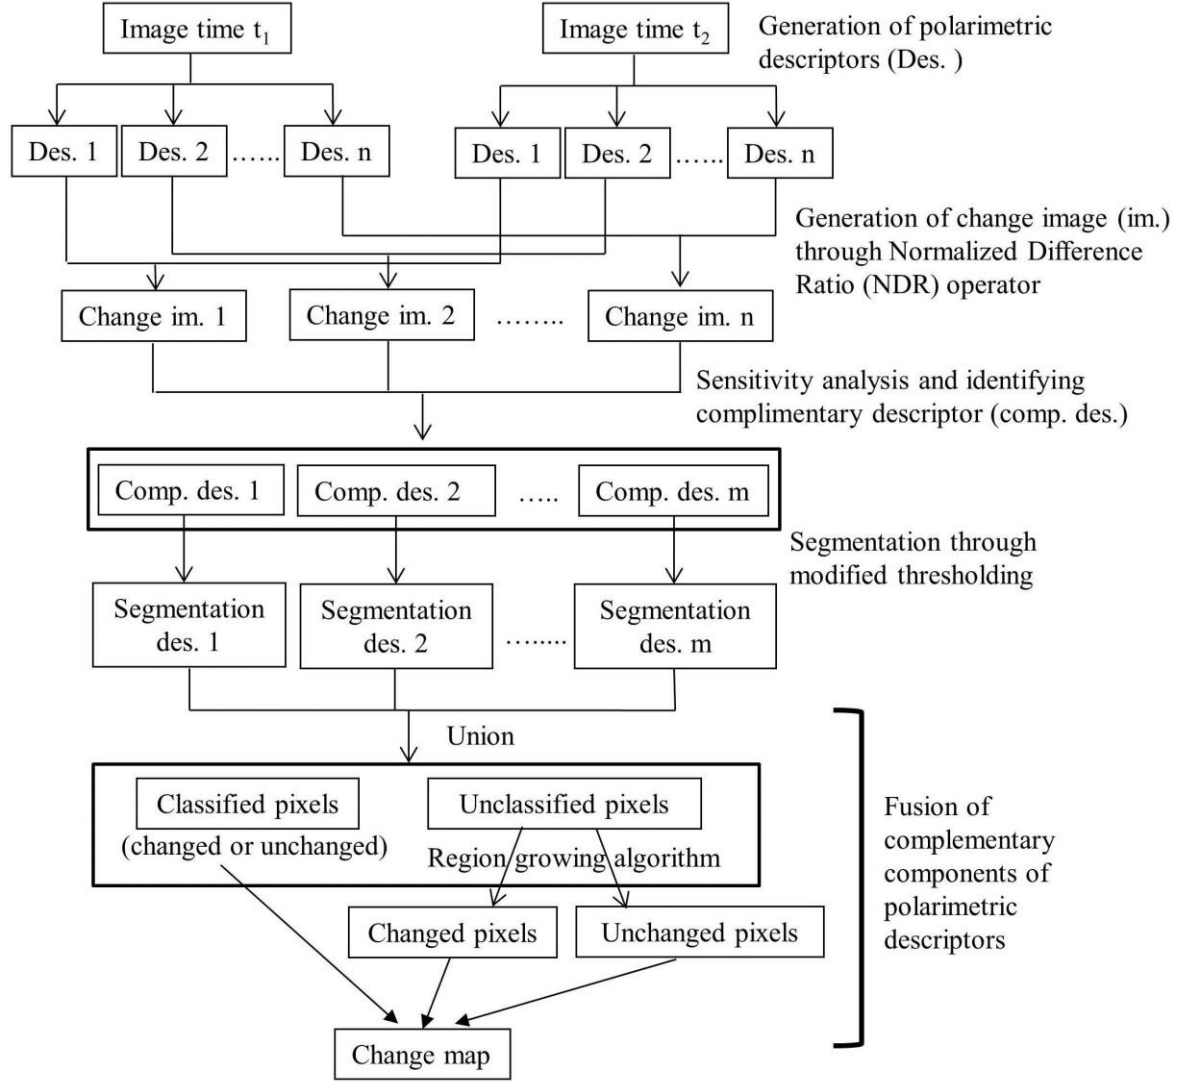 Image time t1
Image time t2
Generation of polarimetric
descriptors (Des. )
Des. 1
Des. 2
…...
Des. n
Des. 1
Des. 2
…...
Des. n
Generation of change image (im.)
through Normalized Difference
Ratio (NDR) operator
Change im. 1
Change im. 2
……..
Change im. n
Sensitivity analysis and identifying
complimentary descriptor (comp. des.)
Comp. des. 1
Comp. des. 2
…..
Comp. des. m
Segmentation through
modified thresholding
Segmentation
des. 1
Segmentation
des. 2
…......
Segmentation
des. m
Union
Classified pixels
(changed or unchanged)
Unclassified pixels
Region growing algorithm
Changed pixels
Unchanged pixels
Change map
Fusion of
complementary
components of
polarimetric
descriptors